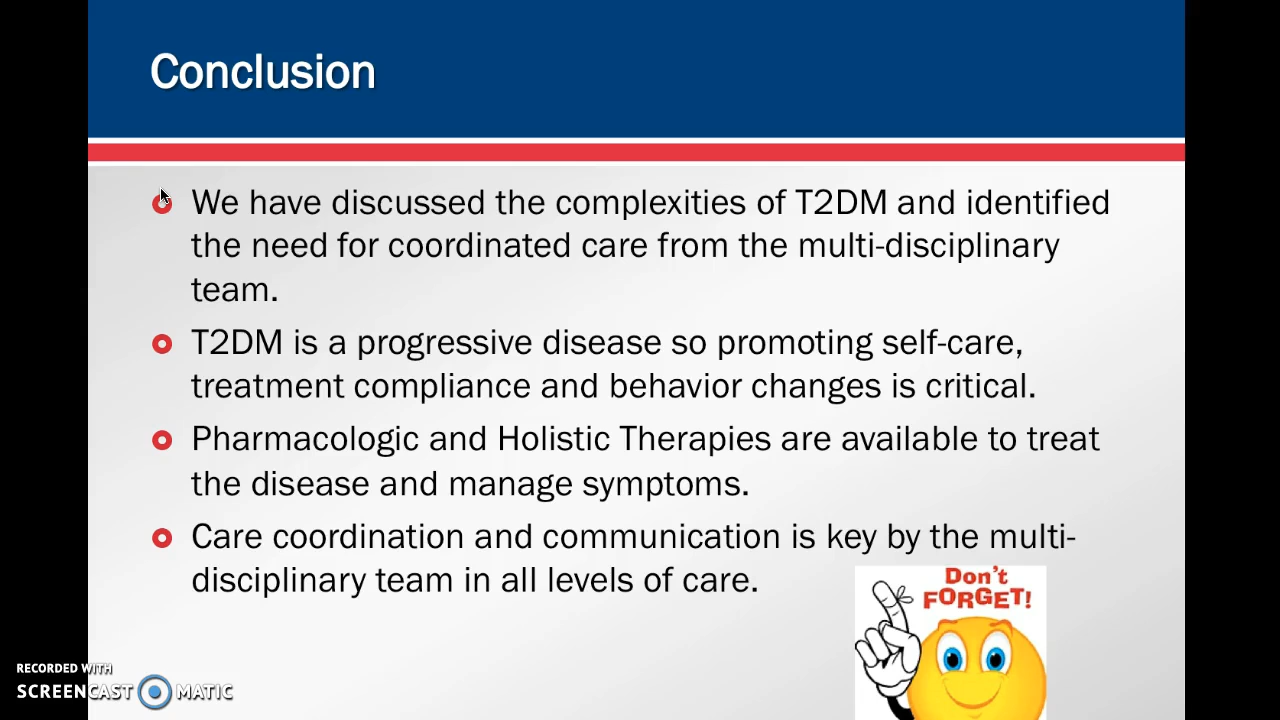 Conclusion
We have discussed the complexities of T2DM and identified
the need for coordinated care from the multi-disciplinary
team.
T2DM is a progressive disease so promoting self-care,
treatment compliance and behavior changes is critical.
Pharmacologic and Holistic Therapies are available to treat
the disease and manage symptoms.
Care coordination and communication is key by the multi-
disciplinary team in all levels of care.
Don't
FORGET!
RECORDED WITH
SCREENCAST MATIC